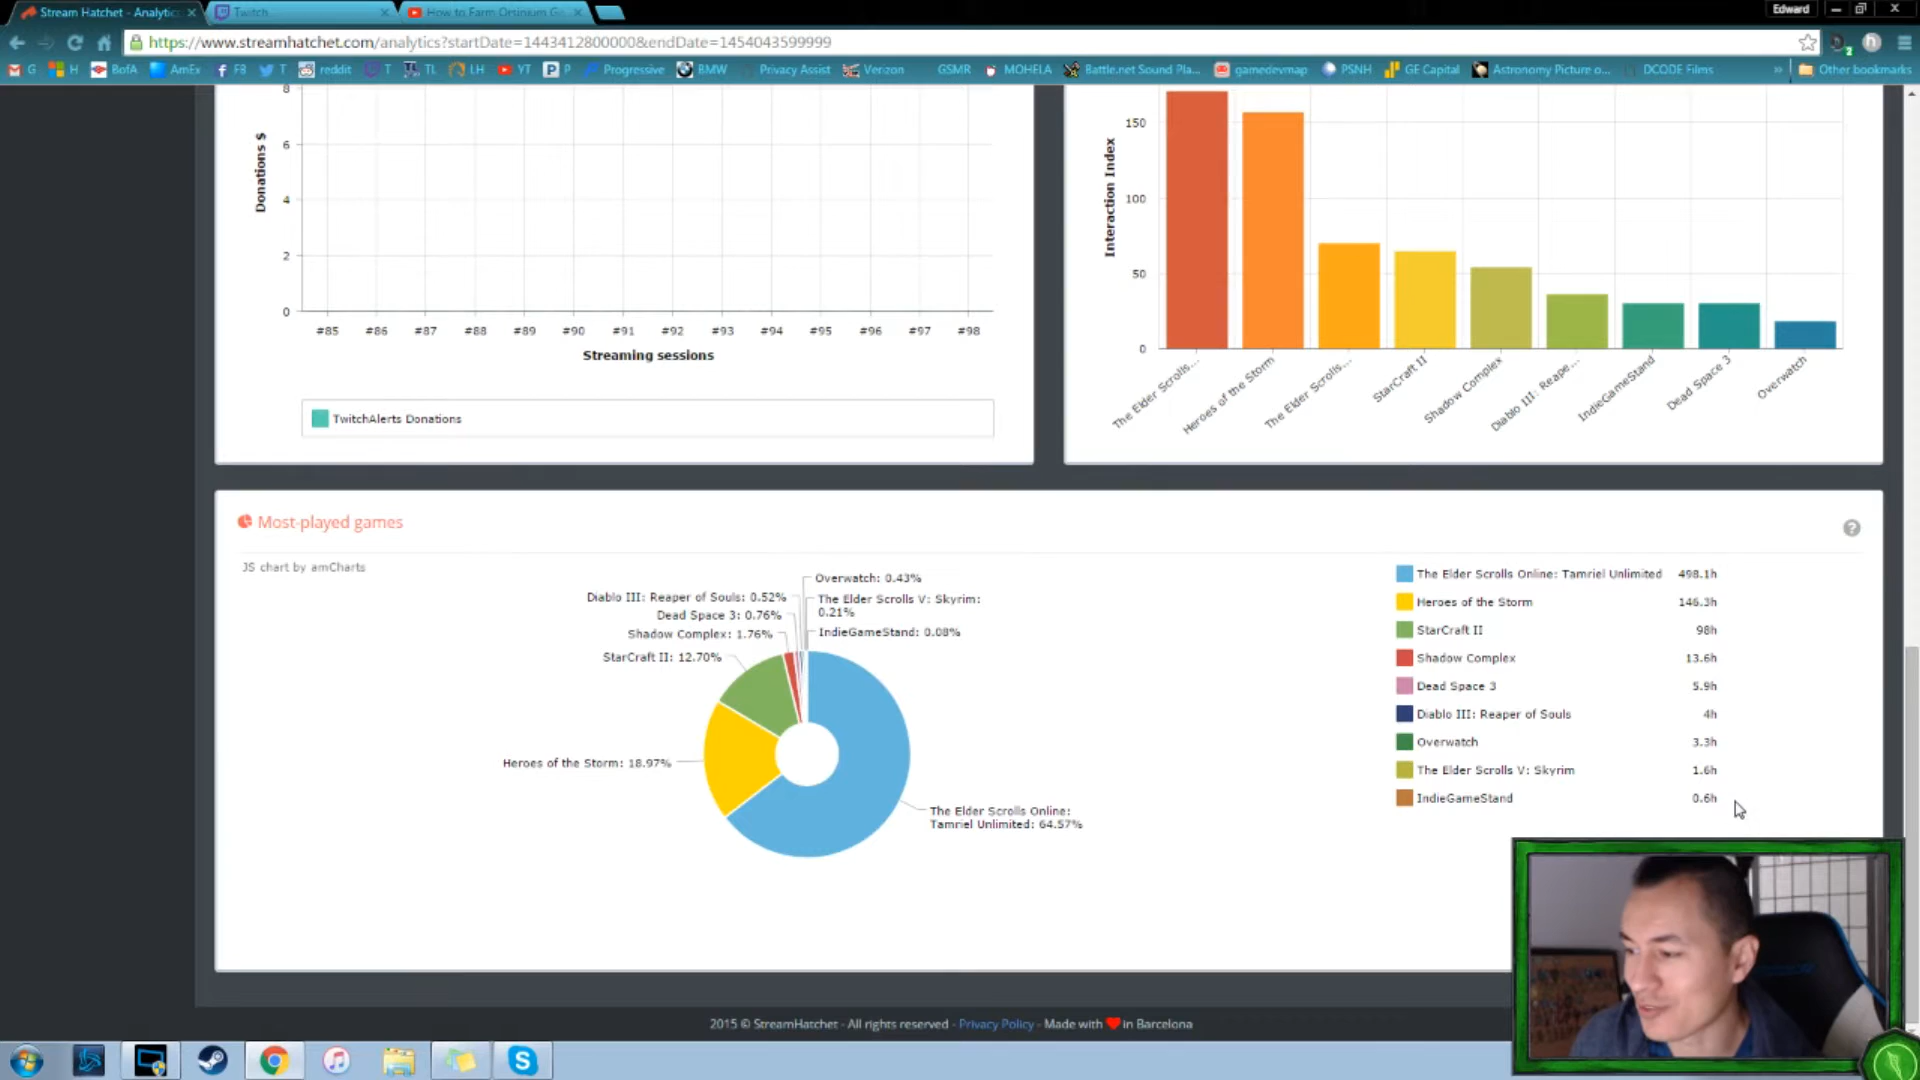 Stream Hatchet - Analytic
Twitch
How to Farm Orsinium Go
Edward
https://www.streamhatchet.com/analytics?startDate=1443412800000&endDate=1454043599999
G
H
BofA
AmEx
FB
T
reddit
T
TL
LH
YT
P
Progressive
BMW
Privacy Assist
Verizon
GSMR
MOHELA
Battle.net Sound Pla...
gamedevmap
PSNH
GE Capital
Astronomy Picture o...
DCODE Films
»
Other bookmarks
8
6
4
2
0
Donations $
#85 #86 #87 #88 #89 #90 #91 #92 #93 #94 #95 #96 #97 #98
Streaming sessions
TwitchAlerts Donations
150
100
50
0
Interaction Index
The Elder Scrolls...
Heroes of the Storm
The Elder Scrolls...
StarCraft II
Shadow Complex
Diablo III: Reape...
IndieGameStand
Dead Space 3
Overwatch
Most-played games
?
JS chart by amCharts
Overwatch: 0.43%
Diablo III: Reaper of Souls: 0.52%
The Elder Scrolls V: Skyrim:
0.21%
Dead Space 3: 0.76%
Shadow Complex: 1.76%
IndieGameStand: 0.08%
StarCraft II: 12.70%
Heroes of the Storm: 18.97%
The Elder Scrolls Online:
Tamriel Unlimited: 64.57%
The Elder Scrolls Online: Tamriel Unlimited 498.1h
Heroes of the Storm 146.3h
StarCraft II 98h
Shadow Complex 13.6h
Dead Space 3 5.9h
Diablo III: Reaper of Souls 4h
Overwatch 3.3h
The Elder Scrolls V: Skyrim 1.6h
IndieGameStand 0.6h
2015 © StreamHatchet - All rights reserved - Privacy Policy - Made with ❤ in Barcelona